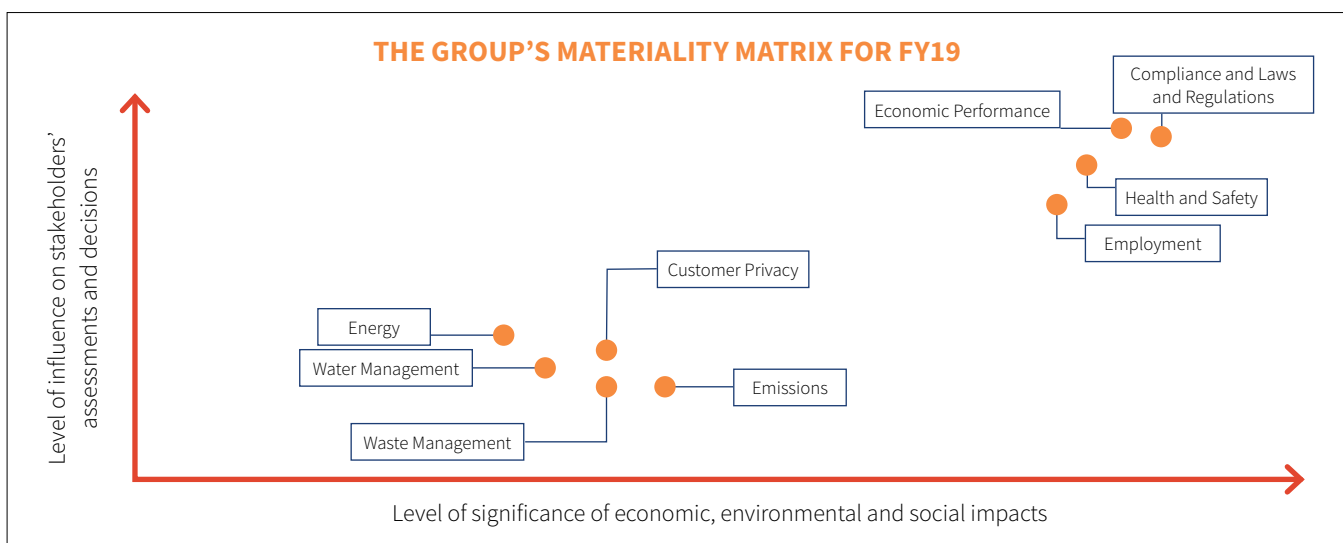 THE GROUP’S MATERIALITY MATRIX FOR FY19
Compliance and Laws
and Regulations
Economic Performance
Health and Safety
Employment
Customer Privacy
Energy
Water Management
Emissions
Waste Management
Level of influence on stakeholders’
assessments and decisions
Level of significance of economic, environmental and social impacts